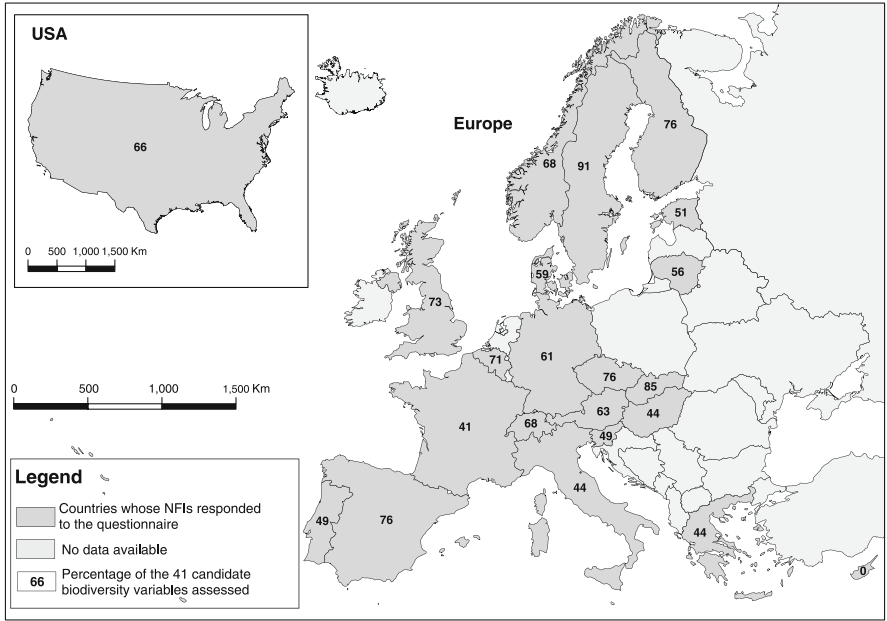 USA
66
0 500 1,000 1,500 Km
Europe
76
68
91
51
59
56
73
71
61
76
85
63
44
68
49
41
44
49
76
44
0
0 500 1,000 1,500 Km
Legend
Countries whose NFIs responded
to the questionnaire
No data available
66 Percentage of the 41 candidate
biodiversity variables assessed